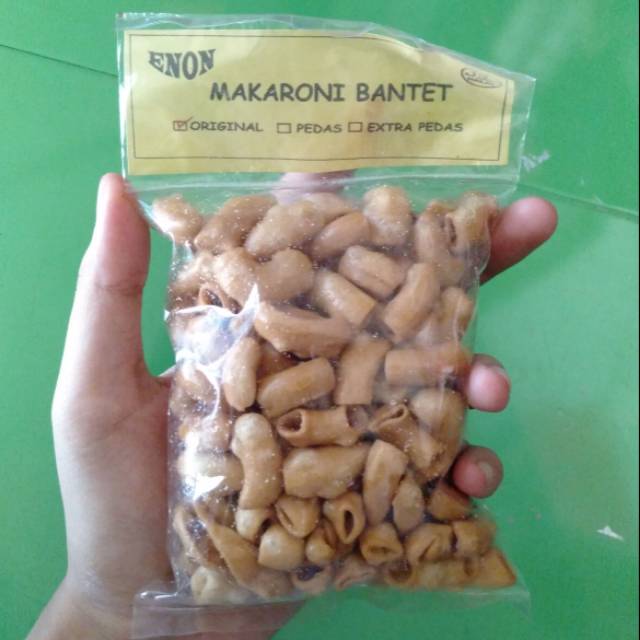 ENON
MAKARONI BANTET
☑ ORIGINAL ☐ PEDAS ☐ EXTRA PEDAS